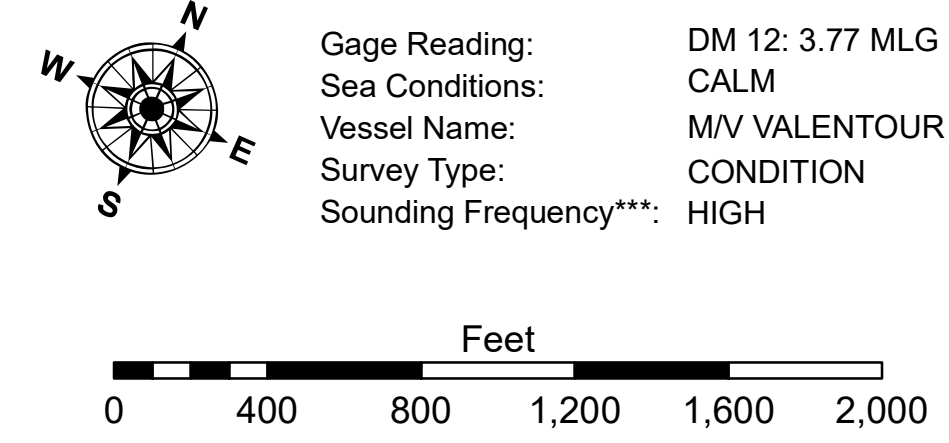 N
W
E
S
Gage Reading: DM 12: 3.77 MLG
Sea Conditions: CALM
Vessel Name: M/V VALENTOUR
Survey Type: CONDITION
Sounding Frequency***: HIGH
Feet
0 400 800 1,200 1,600 2,000